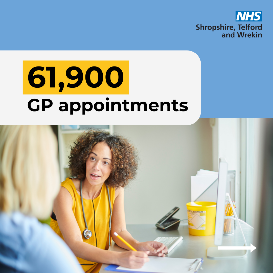 NHS
Shropshire, Telford
and Wrekin
61,900
GP appointments